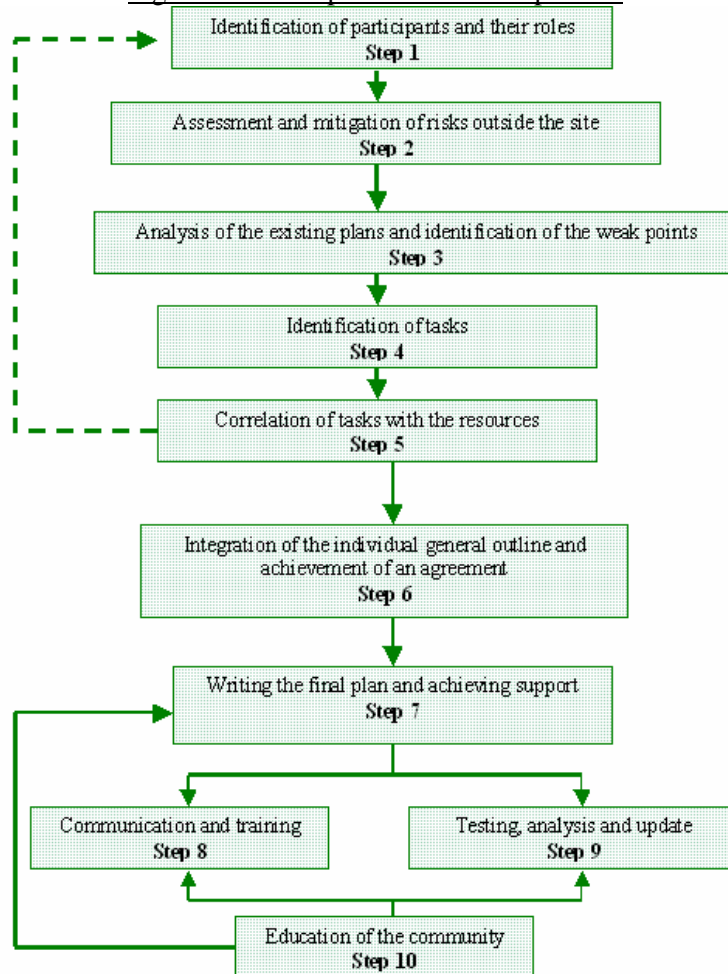 Identification of participants and their roles
Step 1
Assessment and mitigation of risks outside the site
Step 2
Analysis of the existing plans and identification of the weak points
Step 3
Identification of tasks
Step 4
Correlation of tasks with the resources
Step 5
Integration of the individual general outline and
achievement of an agreement
Step 6
Writing the final plan and achieving support
Step 7
Communication and training
Step 8
Testing, analysis and update
Step 9
Education of the community
Step 10